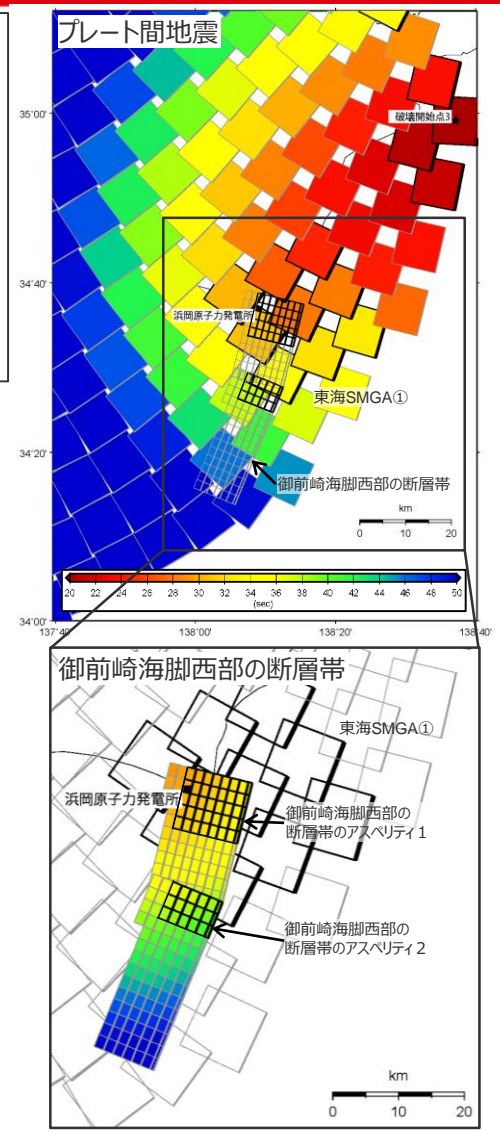 プレート間地震
35°00'
破壊開始点3
34°40'
浜岡原子力発電所
東海SMGA①
34°20'
御前崎海脚西部の断層帯
km
0 10 20
20 22 24 26 28 30 32 34 36 38 40 42 44 46 48 50
(sec)
34°00'
137°40' 138°00' 138°20' 138°40'
御前崎海脚西部の断層帯
東海SMGA①
浜岡原子力発電所
御前崎海脚西部の
断層帯のアスペリティ1
御前崎海脚西部の
断層帯のアスペリティ2
km
0 10 20